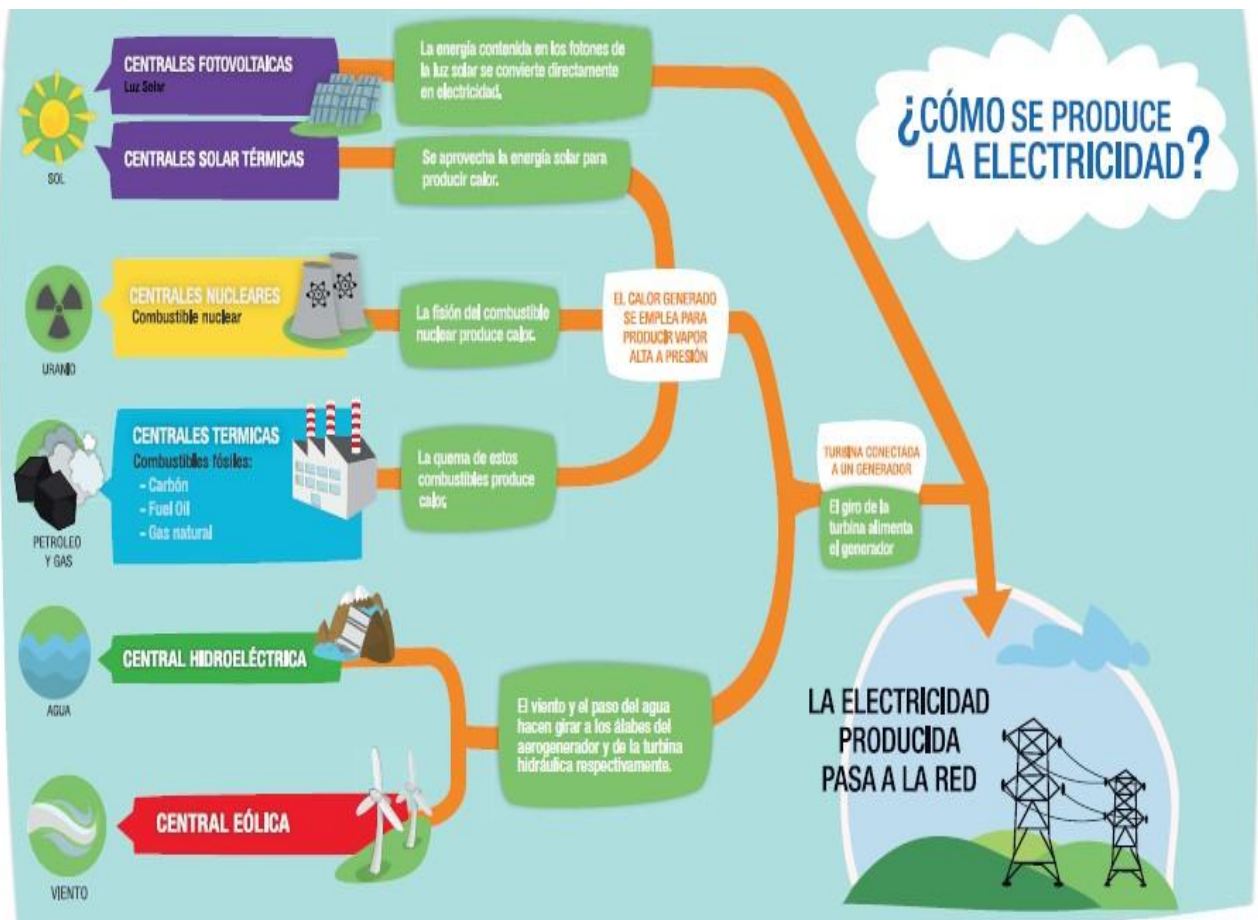 ¿CÓMO SE PRODUCE
LA ELECTRICIDAD?
SOL
CENTRALES FOTOVOLTAICAS
Luz Solar
La energía contenida en los fotones de
la luz solar se convierte directamente
en electricidad.
CENTRALES SOLAR TÉRMICAS
Se aprovecha la energía solar para
producir calor.
URANIO
CENTRALES NUCLEARES
Combustible nuclear
La fisión del combustible
nuclear produce calor.
EL CALOR GENERADO
SE EMPLEA PARA
PRODUCIR VAPOR
ALTA A PRESIÓN
PETROLEO
Y GAS
CENTRALES TERMICAS
Combustibles fósiles:
- Carbón
- Fuel Oil
- Gas natural
La quema de estos
combustibles produce
calor.
TURBINA CONECTADA
A UN GENERADOR
El giro de la
turbina alimenta
el generador
AGUA
CENTRAL HIDROELÉCTRICA
El viento y el paso del agua
hacen girar a los álabes del
aerogenerador y de la turbina
hidráulica respectivamente.
VIENTO
CENTRAL EÓLICA
LA ELECTRICIDAD
PRODUCIDA
PASA A LA RED